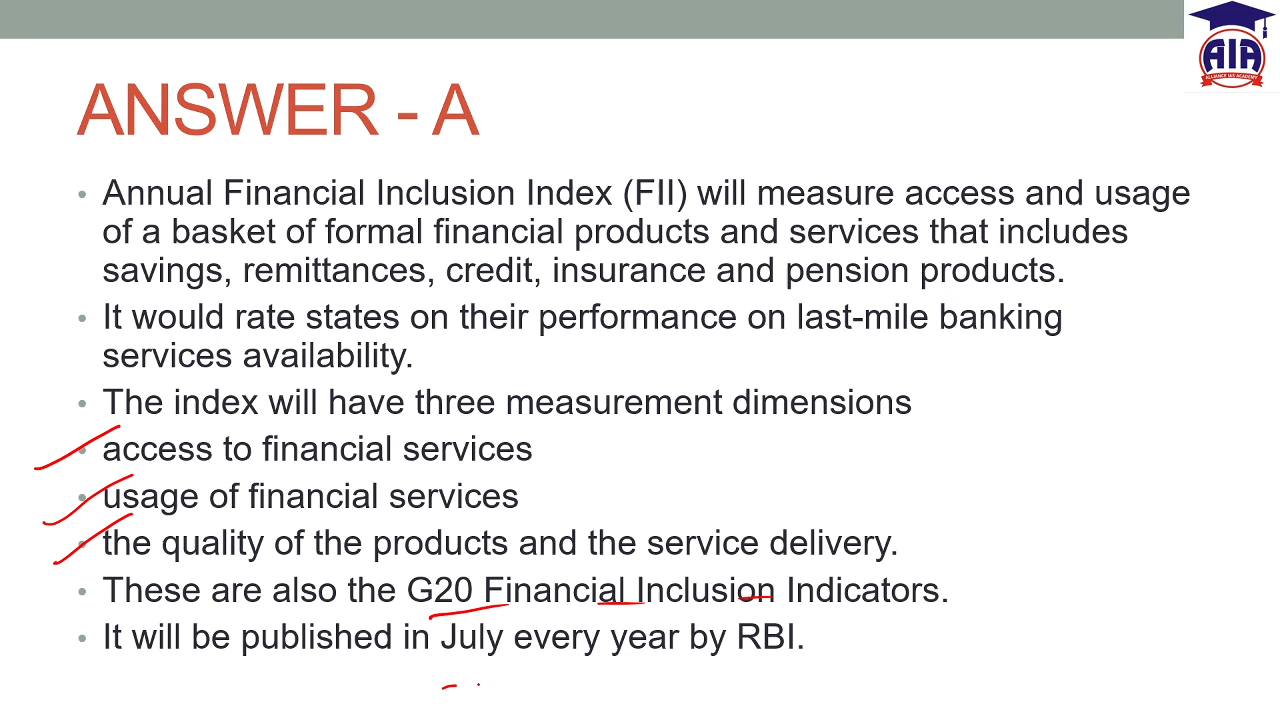 AIA
ALLIANCE IAS ACADEMY
ANSWER - A
• Annual Financial Inclusion Index (FII) will measure access and usage
of a basket of formal financial products and services that includes
savings, remittances, credit, insurance and pension products.
• It would rate states on their performance on last-mile banking
services availability.
• The index will have three measurement dimensions
• access to financial services
• usage of financial services
• the quality of the products and the service delivery.
• These are also the G20 Financial Inclusion Indicators.
• It will be published in July every year by RBI.